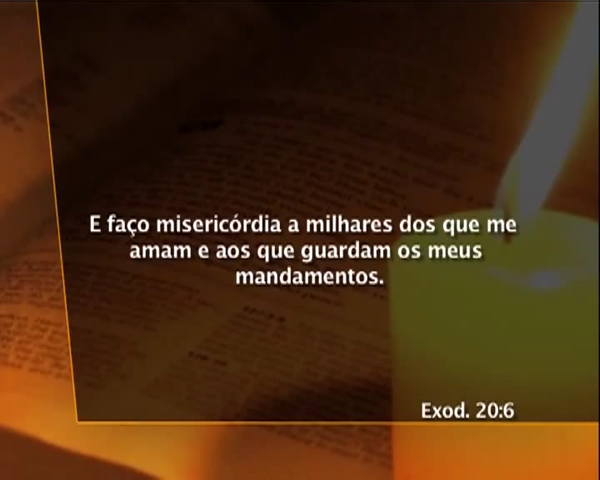 E faço misericórdia a milhares dos que me
amam e aos que guardam os meus
mandamentos.
Exod. 20:6